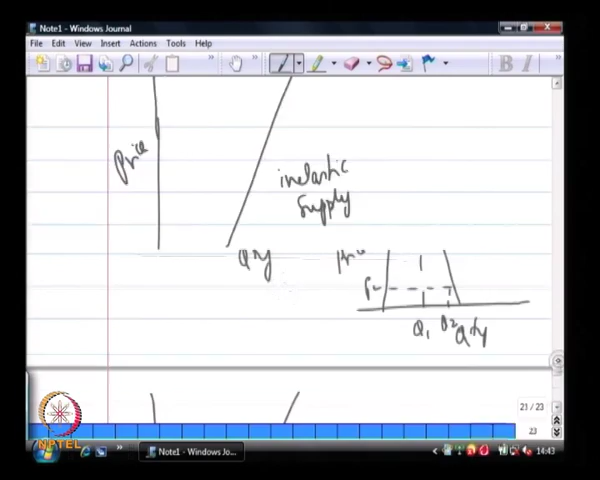 Note1 - Windows Journal
File Edit View Insert Actions Tools Help
B I
Price
inelastic
Supply
Qty
Price
P
Q1 Q2 Qty
21 / 23
23
NPTEL
Note1 - Windows Jo...
14:43